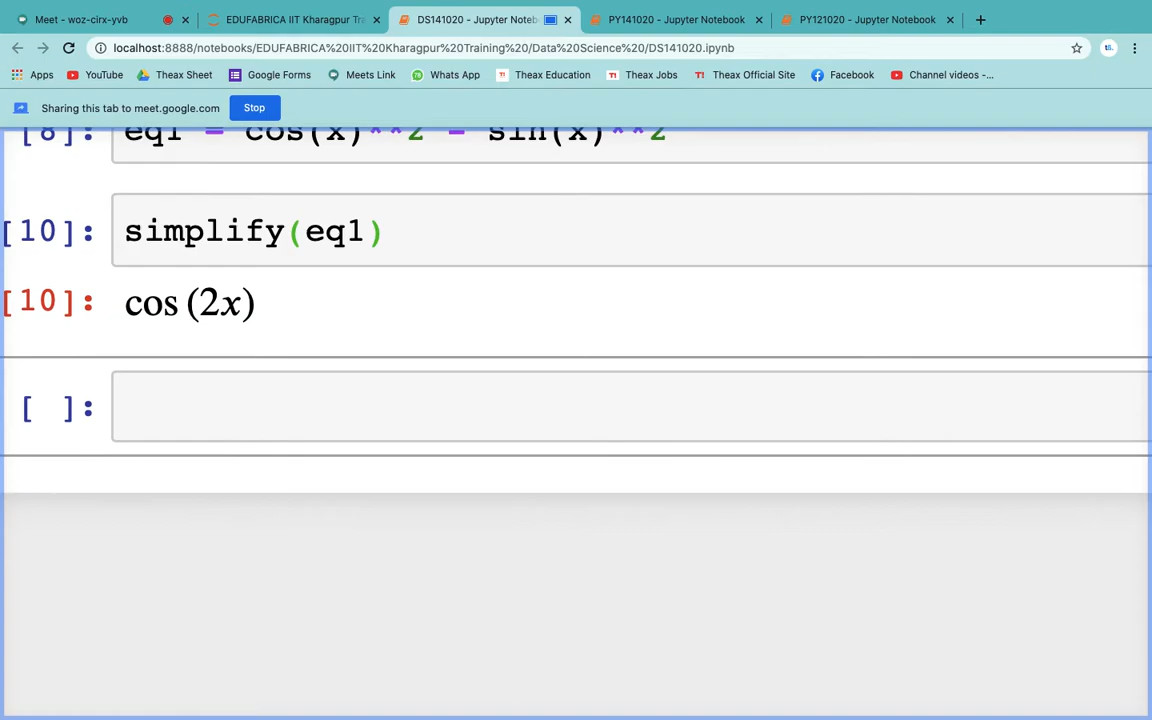 Meet - woz-cirx-yvb
EDUFABRICA IIT Kharagpur Tra
DS141020 - Jupyter Noteb
PY141020 - Jupyter Notebook
PY121020 - Jupyter Notebook
localhost:8888/notebooks/EDUFABRICA%20IIT%20Kharagpur%20Training%20/Data%20Science%20/DS141020.ipynb
Apps YouTube Theax Sheet Google Forms Meets Link Whats App Theax Education Theax Jobs Theax Official Site Facebook Channel videos -...
Sharing this tab to meet.google.com Stop
[8]: eq1 = cos(x)**2 - sin(x)**2
[10]: simplify(eq1)
[10]: cos (2x)
[ ]: